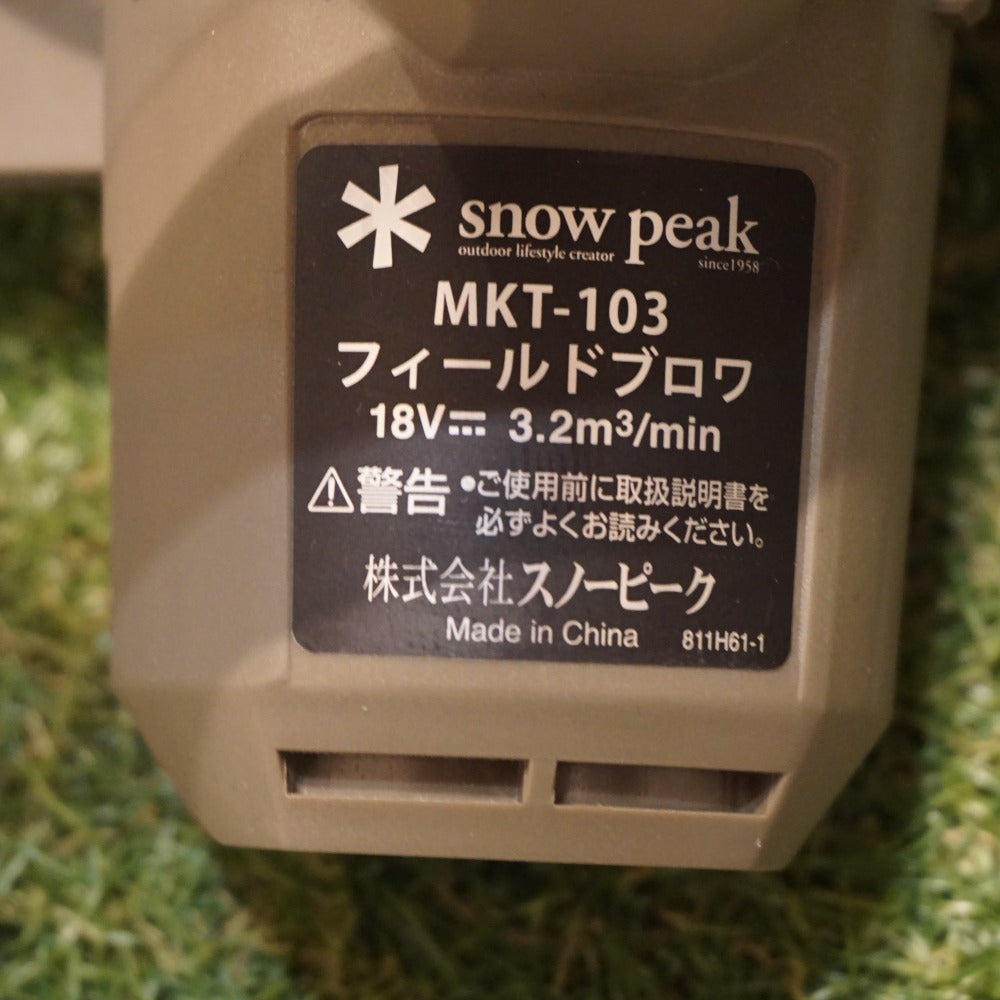 snow peak
outdoor lifestyle creator
since1958
MKT-103
フィールドブロワ
18V⎓ 3.2m³/min
⚠警告 •ご使用前に取扱説明書を
必ずよくお読みください。
株式会社スノーピーク
Made in China 811H61-1